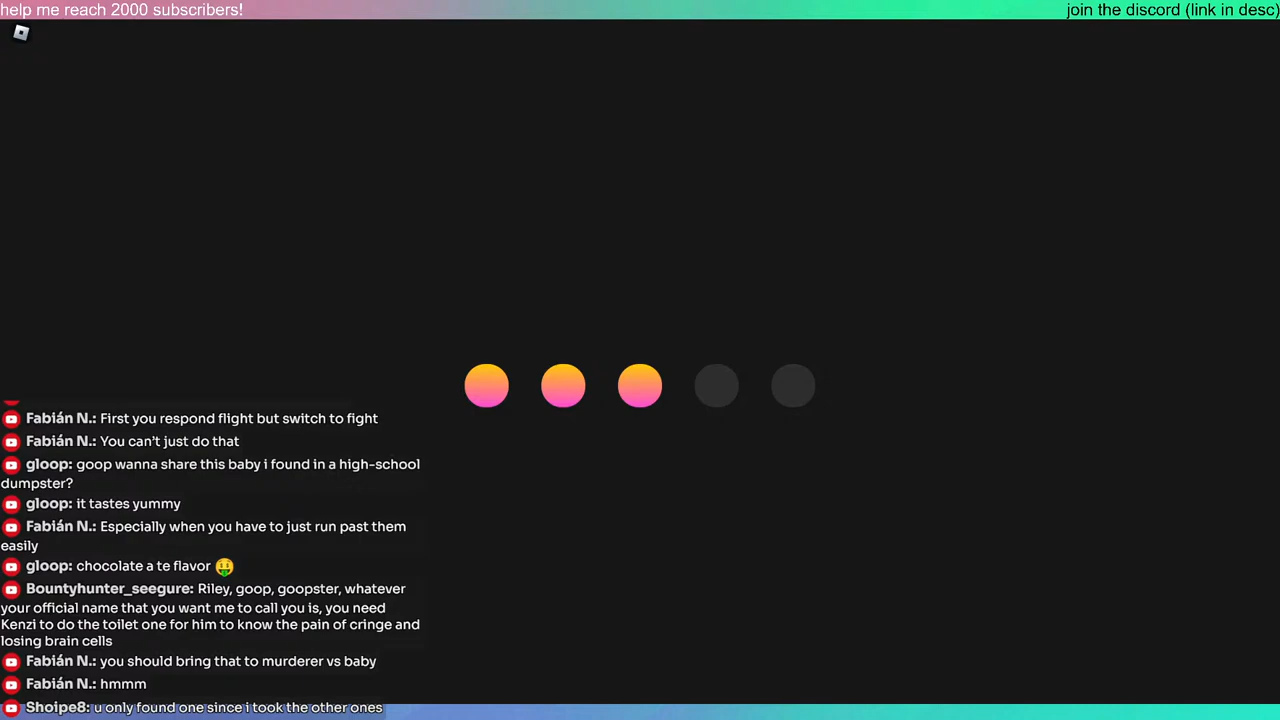 help me reach 2000 subscribers!
join the discord (link in desc)
Fabián N.: First you respond flight but switch to fight
Fabián N.: You can't just do that
gloop: goop wanna share this baby i found in a high-school
dumpster?
gloop: it tastes yummy
Fabián N.: Especially when you have to just run past them
easily
gloop: chocolate a te flavor 🤑
Bountyhunter_seegure: Riley, goop, goopster, whatever
your official name that you want me to call you is, you need
Kenzi to do the toilet one for him to know the pain of cringe and
losing brain cells
Fabián N.: you should bring that to murderer vs baby
Fabián N.: hmmm
Shoipe8: u only found one since i took the other ones